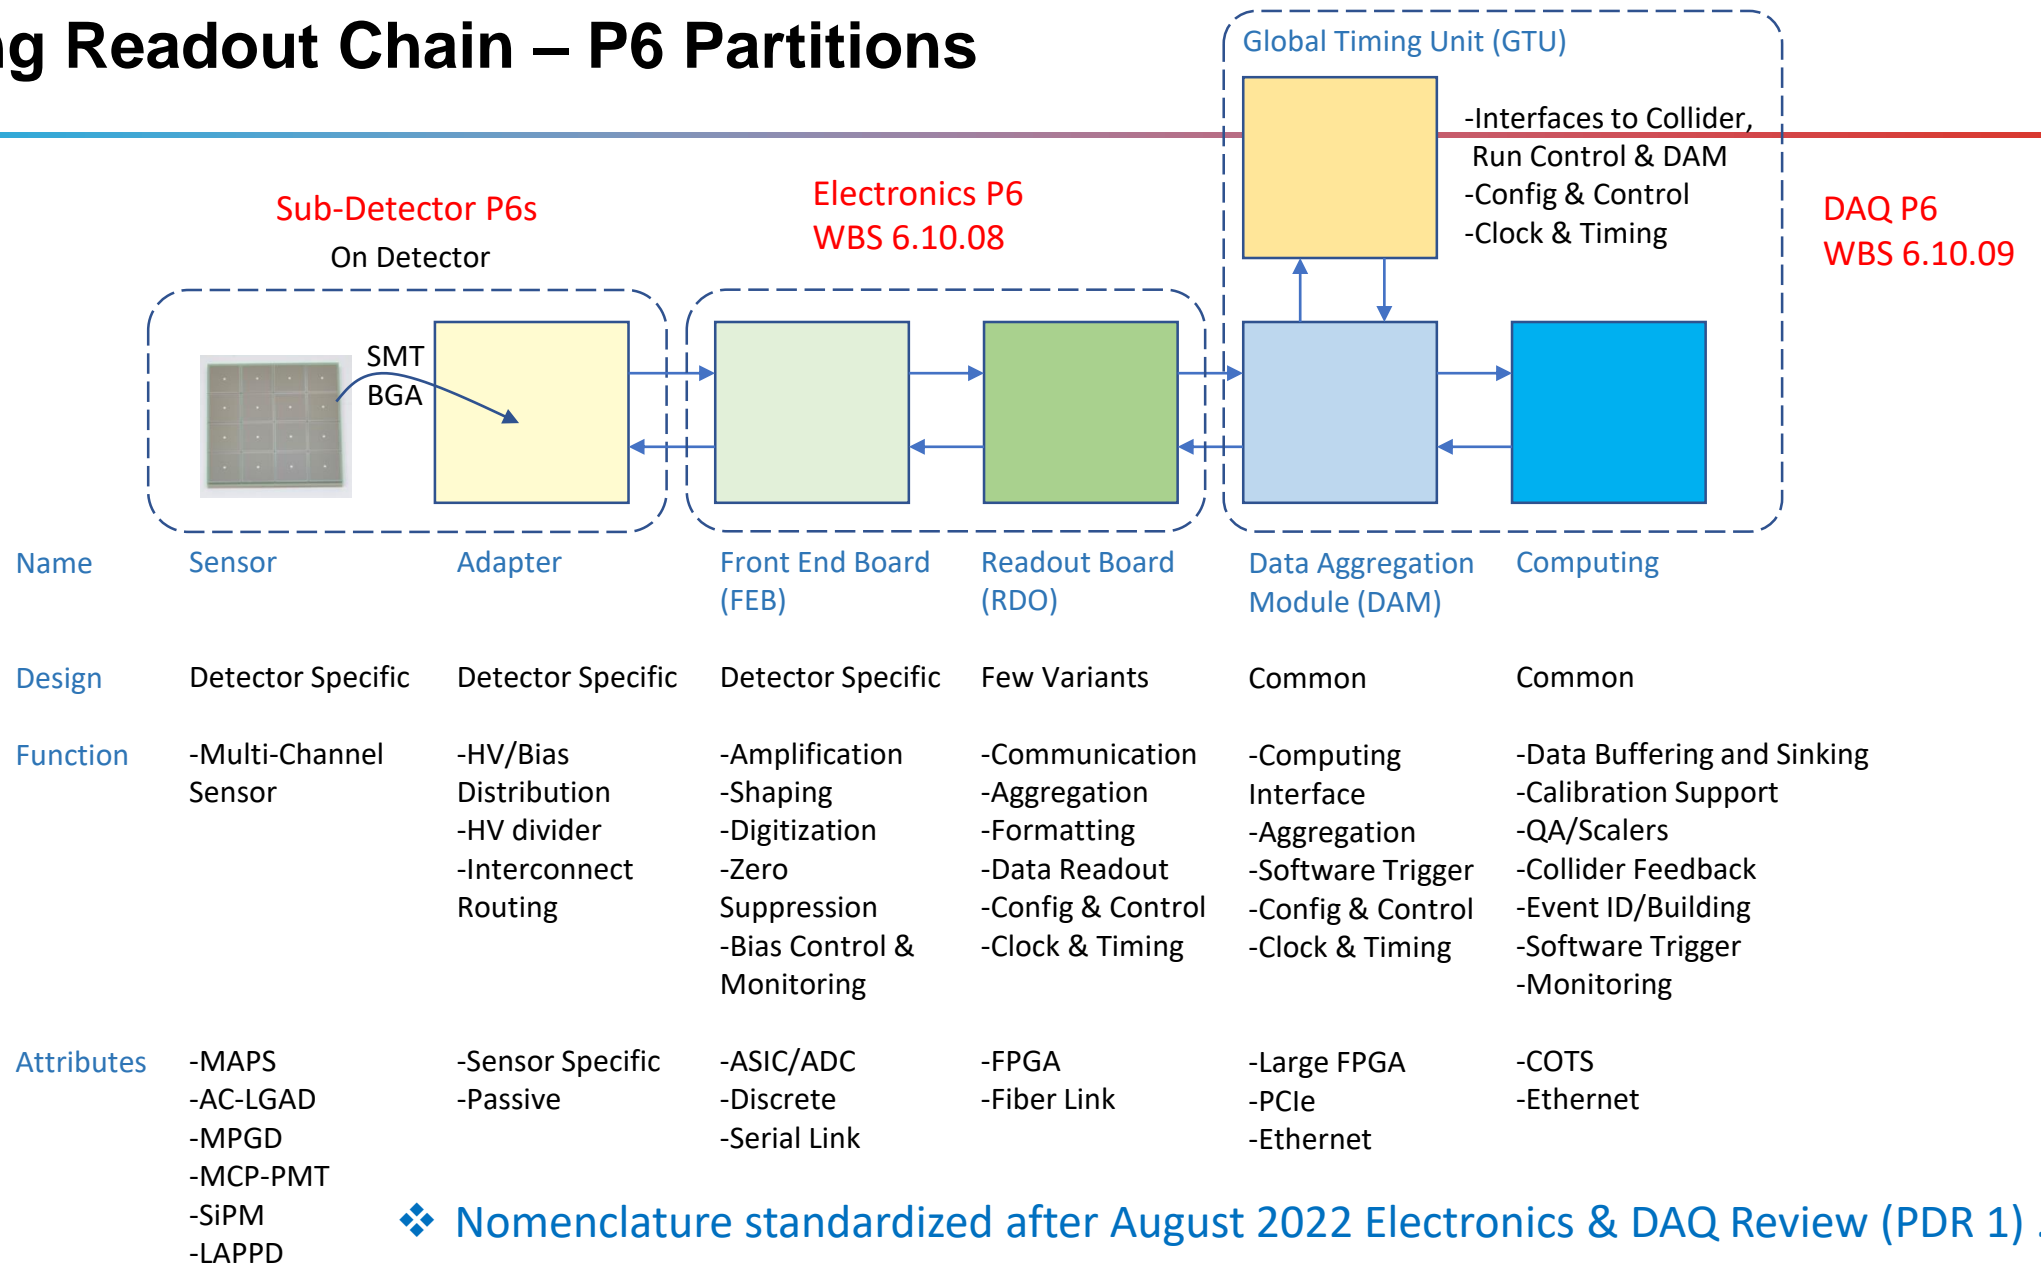 ng Readout Chain – P6 Partitions
Global Timing Unit (GTU)
-Interfaces to Collider,
Run Control & DAM
-Config & Control
-Clock & Timing
Sub-Detector P6s
On Detector
Electronics P6
WBS 6.10.08
DAQ P6
WBS 6.10.09
SMT
BGA
Name
Sensor
Adapter
Front End Board
(FEB)
Readout Board
(RDO)
Data Aggregation
Module (DAM)
Computing
Design
Detector Specific
Detector Specific
Detector Specific
Few Variants
Common
Common
Function
-Multi-Channel
Sensor
-HV/Bias
Distribution
-HV divider
-Interconnect
Routing
-Amplification
-Shaping
-Digitization
-Zero
Suppression
-Bias Control &
Monitoring
-Communication
-Aggregation
-Formatting
-Data Readout
-Config & Control
-Clock & Timing
-Computing
Interface
-Aggregation
-Software Trigger
-Config & Control
-Clock & Timing
-Data Buffering and Sinking
-Calibration Support
-QA/Scalers
-Collider Feedback
-Event ID/Building
-Software Trigger
-Monitoring
Attributes
-MAPS
-AC-LGAD
-MPGD
-MCP-PMT
-SiPM
-LAPPD
-Sensor Specific
-Passive
-ASIC/ADC
-Discrete
-Serial Link
-FPGA
-Fiber Link
-Large FPGA
-PCIe
-Ethernet
-COTS
-Ethernet
❖ Nomenclature standardized after August 2022 Electronics & DAQ Review (PDR 1) .